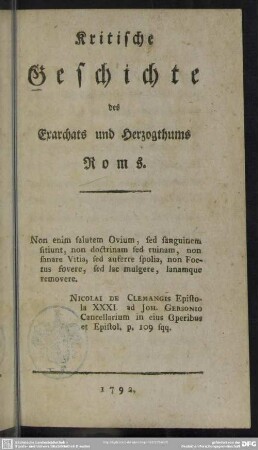 Kritische
Geschichte
des
Exarchats und Herzogthums
Roms.
Non enim salutem Ovium, sed sanguinem
sitiunt, non doctrinam sed ruinam, non
sanare Vitia, sed auferre spolia, non Foe-
tus fovere, sed lac mulgere, lanamque
removere.
NICOLAI DE CLEMANGIS Episto-
la XXXI ad JOH. GERSONIO
Cancellarium in eius Operibus
et Epistol. p. 109 sqq.
1792.